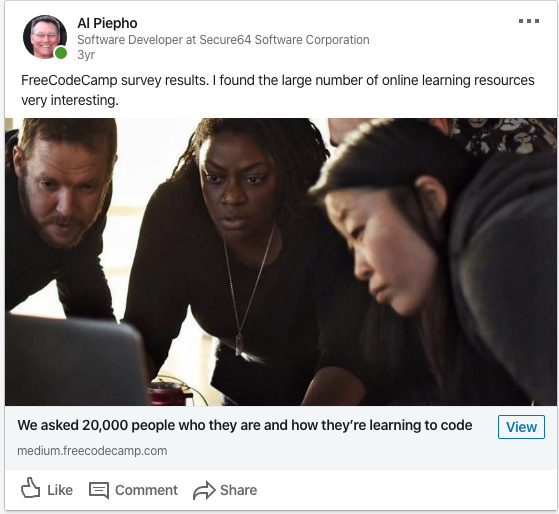 Al Piepho
Software Developer at Secure64 Software Corporation
3yr
FreeCodeCamp survey results. I found the large number of online learning resources
very interesting.
We asked 20,000 people who they are and how they’re learning to code
View
medium.freecodecamp.com
Like
Comment
Share